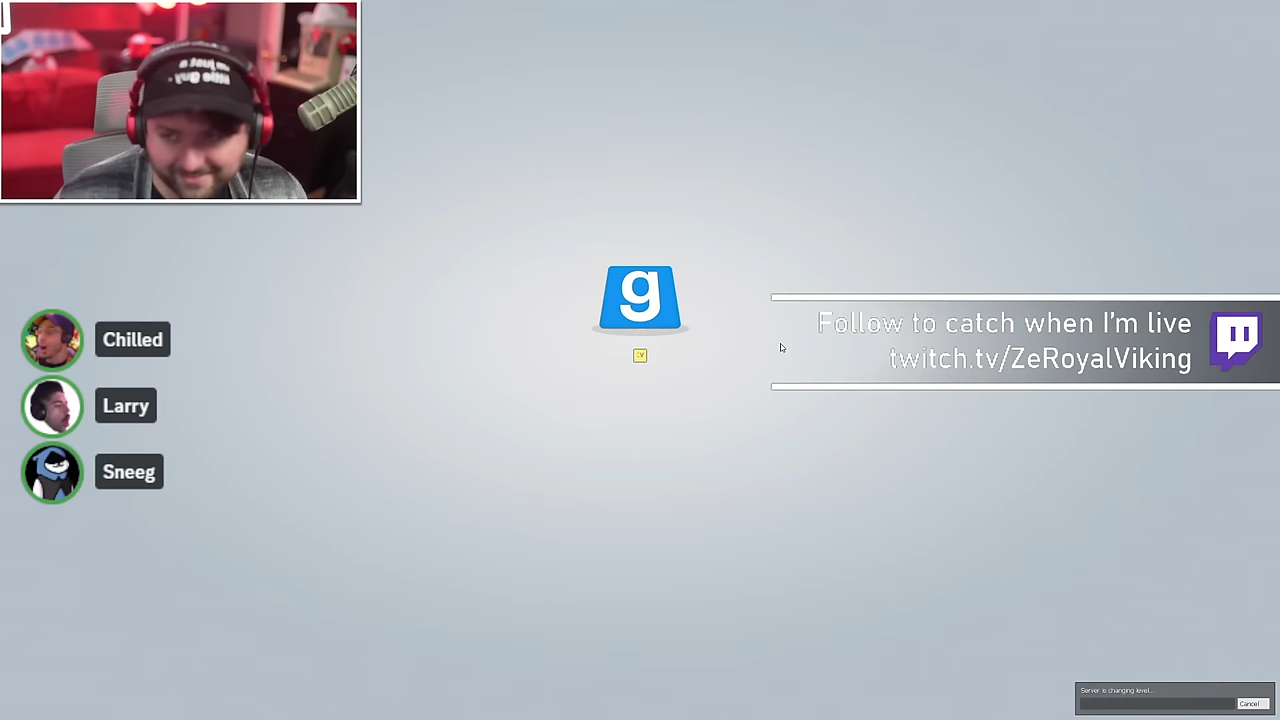 g
:v
Follow to catch when I'm live
twitch.tv/ZeRoyalViking
Chilled
Larry
Sneeg
Server is changing level...
Cancel